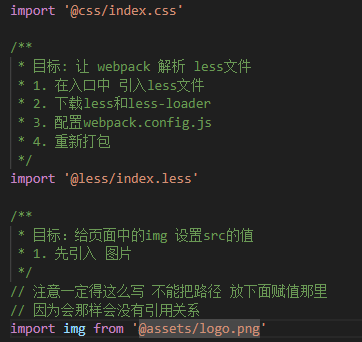 import '@css/index.css'
/**
 * 目标: 让 webpack 解析 less文件
 * 1. 在入口中 引入less文件
 * 2. 下载less和less-loader
 * 3. 配置webpack.config.js
 * 4. 重新打包
 */
import '@less/index.less'
/**
 * 目标：给页面中的img 设置src的值
 * 1. 先引入 图片
 */
// 注意一定得这么写 不能把路径 放下面赋值那里
// 因为会那样会没有引用关系
import img from '@assets/logo.png'